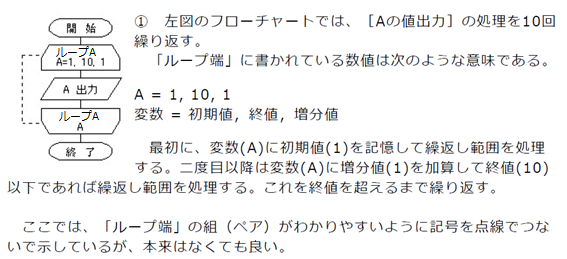 開 始
ループA
A=1, 10, 1
A 出力
ループA
A
終 了
① 左図のフローチャートでは、［Aの値出力］の処理を10回
繰り返す。
「ループ端」に書かれている数値は次のような意味である。
A = 1, 10, 1
変数 = 初期値, 終値, 増分値
最初に、変数(A)に初期値(1)を記憶して繰返し範囲を処理
する。二度目以降は変数(A)に増分値(1)を加算して終値(10)
以下であれば繰返し範囲を処理する。これを終値を超えるまで繰り返す。
ここでは、「ループ端」の組（ペア）がわかりやすいように記号を点線でつな
いで示しているが、本来はなくても良い。